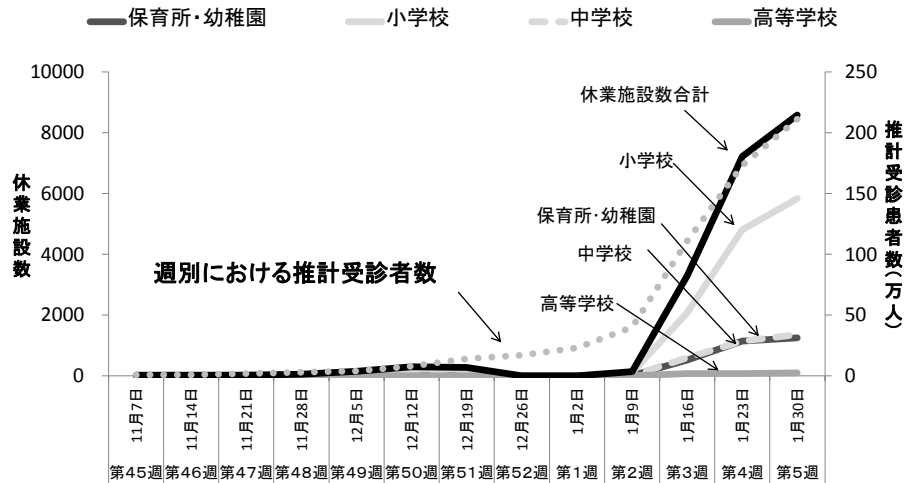 保育所・幼稚園 小学校 中学校 高等学校
10000
8000
6000
4000
2000
0
休業施設数
250
200
150
100
50
0
推計受診患者数(万人)
休業施設数合計
小学校
保育所・幼稚園
中学校
高等学校
週別における推計受診者数
11月7日 11月14日 11月21日 11月28日 12月5日 12月12日 12月19日 12月26日 1月2日 1月9日 1月16日 1月23日 1月30日
第45週 第46週 第47週 第48週 第49週 第50週 第51週 第52週 第1週 第2週 第3週 第4週 第5週